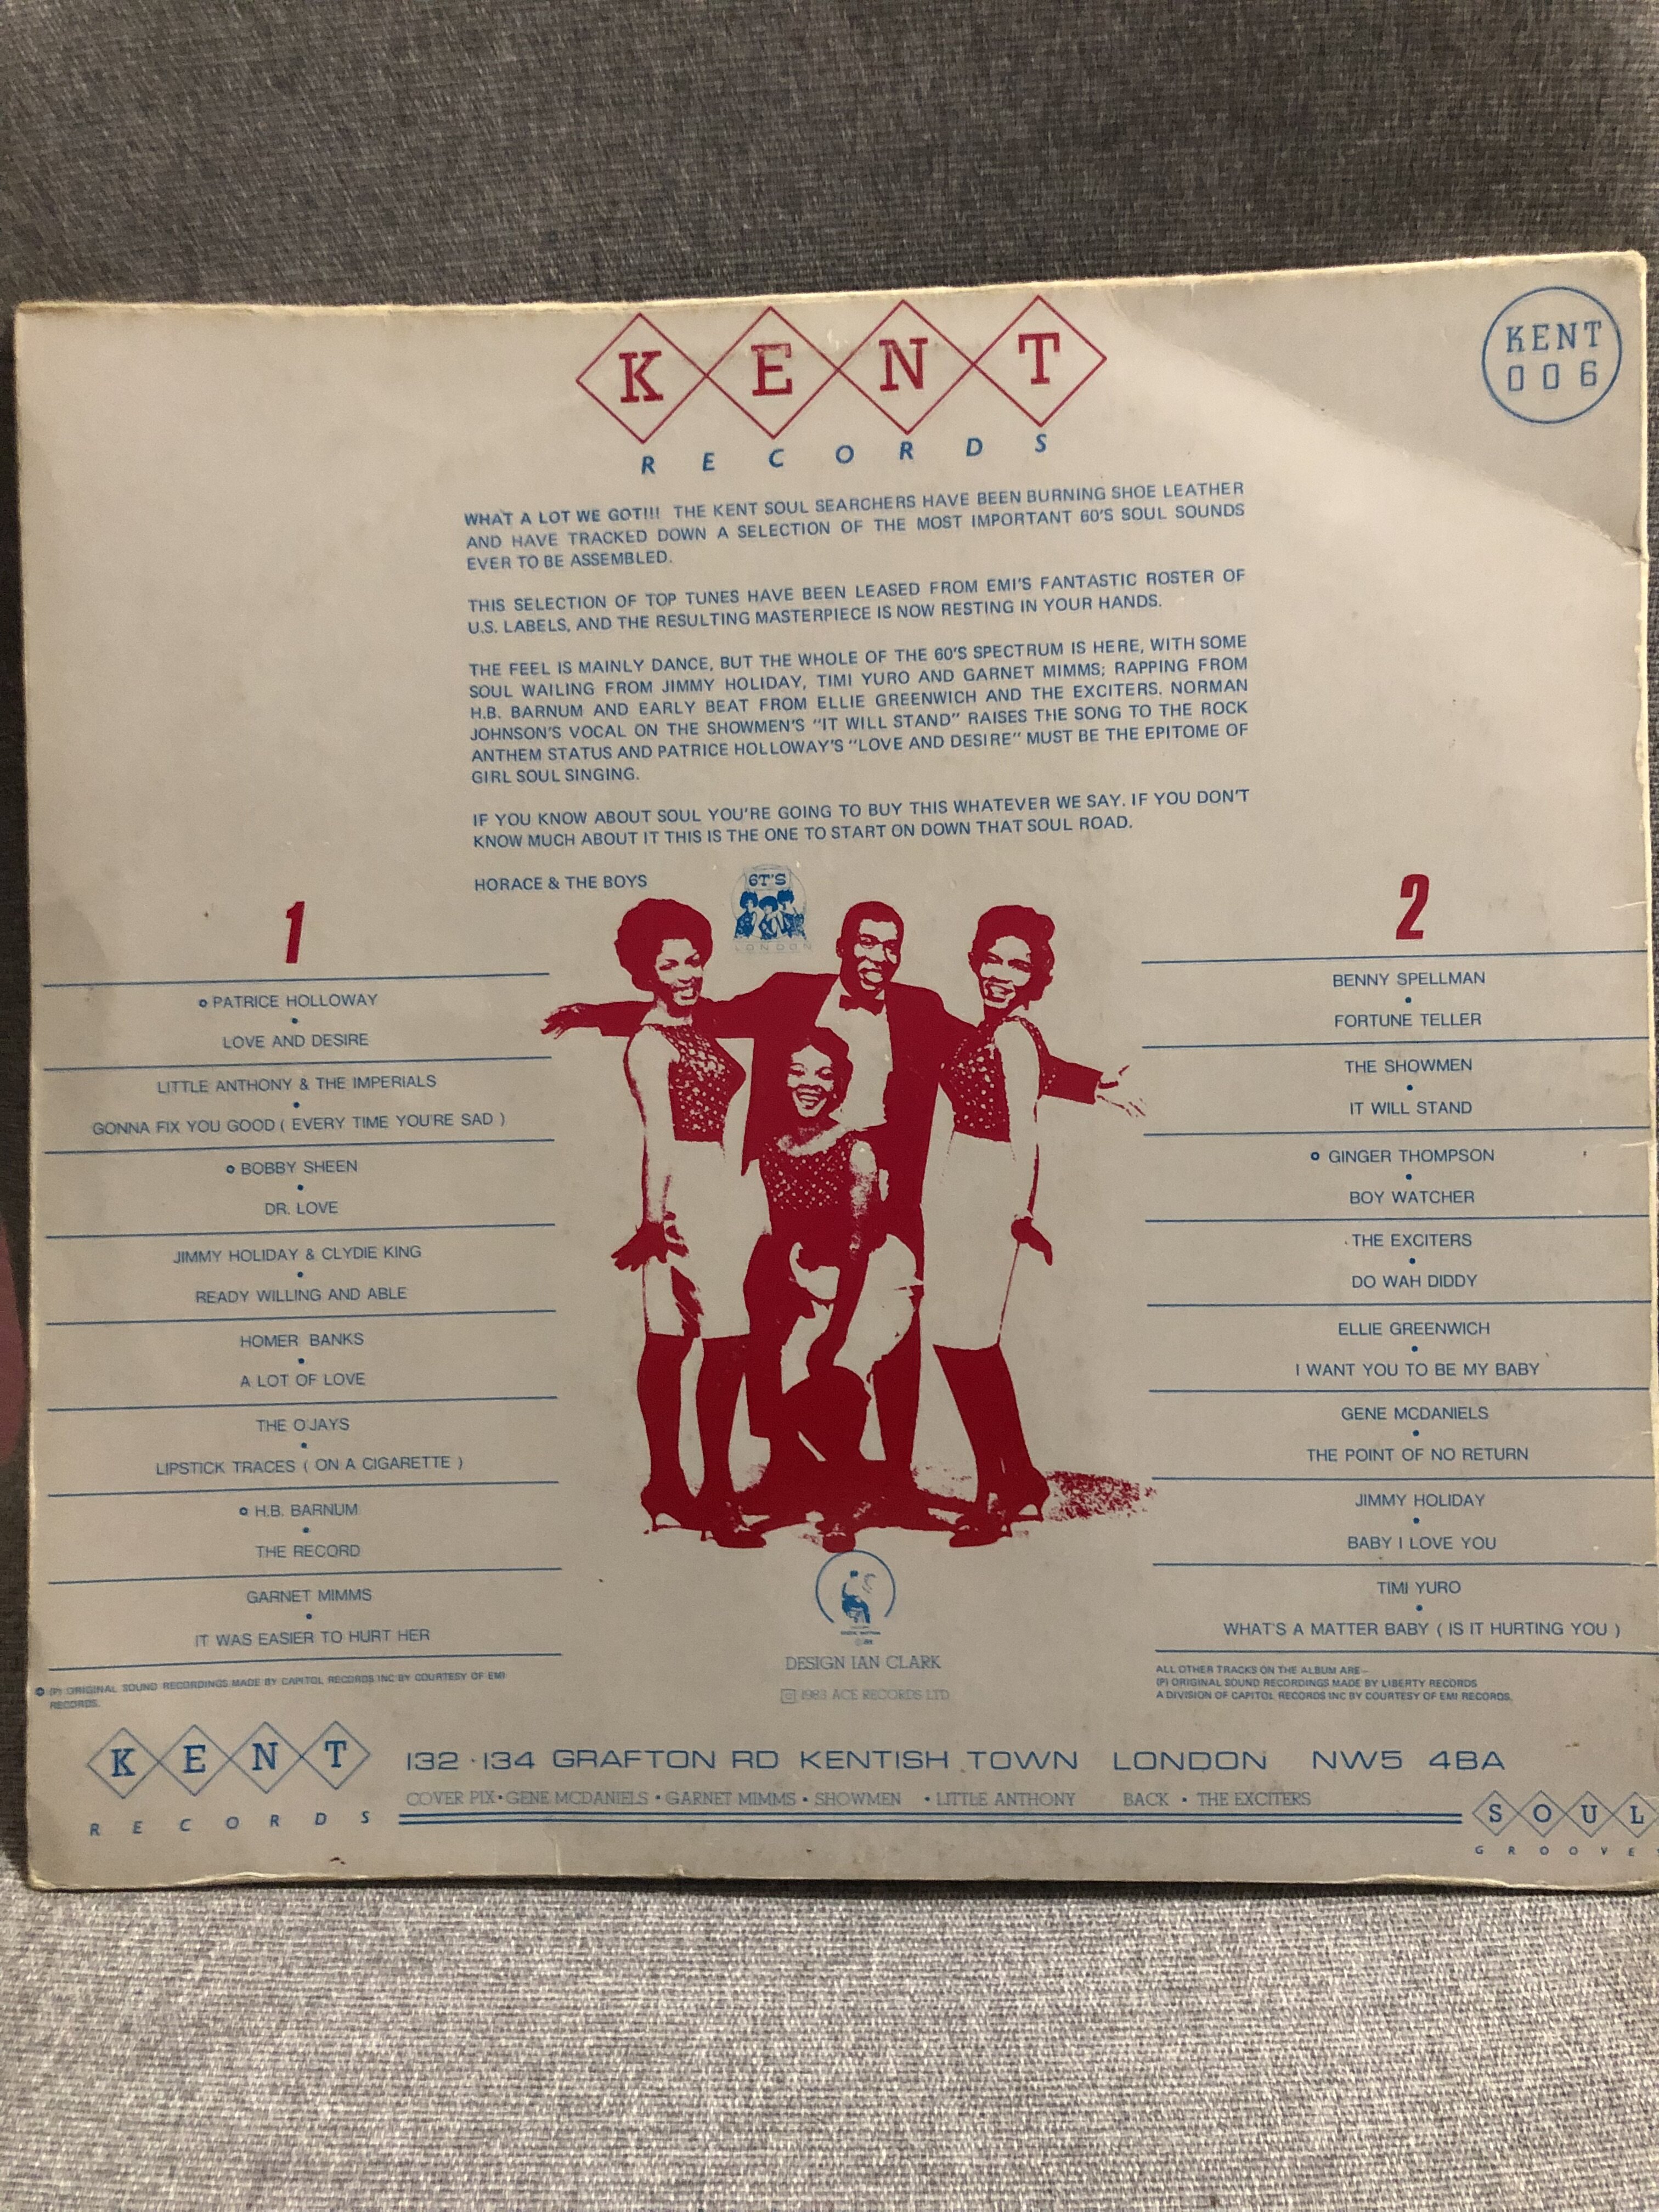 KENT
RECORDS
KENT
006
WHAT A LOT WE GOT!!! THE KENT SOUL SEARCHERS HAVE BEEN BURNING SHOE LEATHER
AND HAVE TRACKED DOWN A SELECTION OF THE MOST IMPORTANT 60'S SOUL SOUNDS
EVER TO BE ASSEMBLED.
THIS SELECTION OF TOP TUNES HAVE BEEN LEASED FROM EMI'S FANTASTIC ROSTER OF
U.S. LABELS, AND THE RESULTING MASTERPIECE IS NOW RESTING IN YOUR HANDS.
THE FEEL IS MAINLY DANCE, BUT THE WHOLE OF THE 60'S SPECTRUM IS HERE, WITH SOME
SOUL WAILING FROM JIMMY HOLIDAY, TIMI YURO AND GARNET MIMMS; RAPPING FROM
H.B. BARNUM AND EARLY BEAT FROM ELLIE GREENWICH AND THE EXCITERS. NORMAN
JOHNSON'S VOCAL ON THE SHOWMEN'S "IT WILL STAND" RAISES THE SONG TO THE ROCK
ANTHEM STATUS AND PATRICE HOLLOWAY'S "LOVE AND DESIRE" MUST BE THE EPITOME OF
GIRL SOUL SINGING.
IF YOU KNOW ABOUT SOUL YOU'RE GOING TO BUY THIS WHATEVER WE SAY. IF YOU DON'T
KNOW MUCH ABOUT IT THIS IS THE ONE TO START ON DOWN THAT SOUL ROAD.
HORACE & THE BOYS
6T'S
LONDON
1
PATRICE HOLLOWAY
•
LOVE AND DESIRE
LITTLE ANTHONY & THE IMPERIALS
•
GONNA FIX YOU GOOD ( EVERY TIME YOU'RE SAD )
BOBBY SHEEN
•
DR. LOVE
JIMMY HOLIDAY & CLYDIE KING
•
READY WILLING AND ABLE
HOMER BANKS
•
A LOT OF LOVE
THE O'JAYS
•
LIPSTICK TRACES ( ON A CIGARETTE )
H.B. BARNUM
•
THE RECORD
GARNET MIMMS
•
IT WAS EASIER TO HURT HER
(P) ORIGINAL SOUND RECORDINGS MADE BY CAPITOL RECORDS INC BY COURTESY OF EMI
RECORDS.
2
BENNY SPELLMAN
•
FORTUNE TELLER
THE SHOWMEN
•
IT WILL STAND
GINGER THOMPSON
•
BOY WATCHER
THE EXCITERS
•
DO WAH DIDDY
ELLIE GREENWICH
•
I WANT YOU TO BE MY BABY
GENE MCDANIELS
•
THE POINT OF NO RETURN
JIMMY HOLIDAY
•
BABY I LOVE YOU
TIMI YURO
•
WHAT'S A MATTER BABY ( IS IT HURTING YOU )
ALL OTHER TRACKS ON THE ALBUM ARE–
(P) ORIGINAL SOUND RECORDINGS MADE BY LIBERTY RECORDS
A DIVISION OF CAPITOL RECORDS INC BY COURTESY OF EMI RECORDS.
DESIGN IAN CLARK
© 1983 ACE RECORDS LTD
KENT
RECORDS
132 · 134 GRAFTON RD KENTISH TOWN LONDON NW5 4BA
COVER PIX • GENE MCDANIELS • GARNET MIMMS • SHOWMEN • LITTLE ANTHONY BACK • THE EXCITERS
SOUL
GROOVES